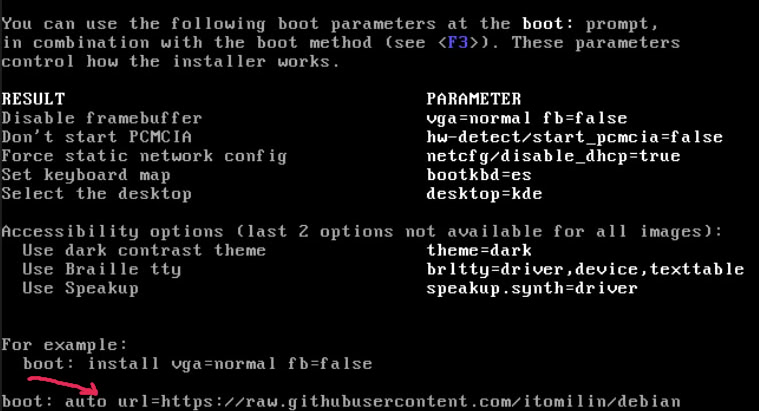 You can use the following boot parameters at the boot: prompt,
in combination with the boot method (see <F3>). These parameters
control how the installer works.
RESULT PARAMETER
Disable framebuffer vga=normal fb=false
Don't start PCMCIA hw-detect/start_pcmcia=false
Force static network config netcfg/disable_dhcp=true
Set keyboard map bootkbd=es
Select the desktop desktop=kde
Accessibility options (last 2 options not available for all images):
Use dark contrast theme theme=dark
Use Braille tty brltty=driver,device,texttable
Use Speakup speakup.synth=driver
For example:
boot: install vga=normal fb=false
boot: auto url=https://raw.githubusercontent.com/itomilin/debian